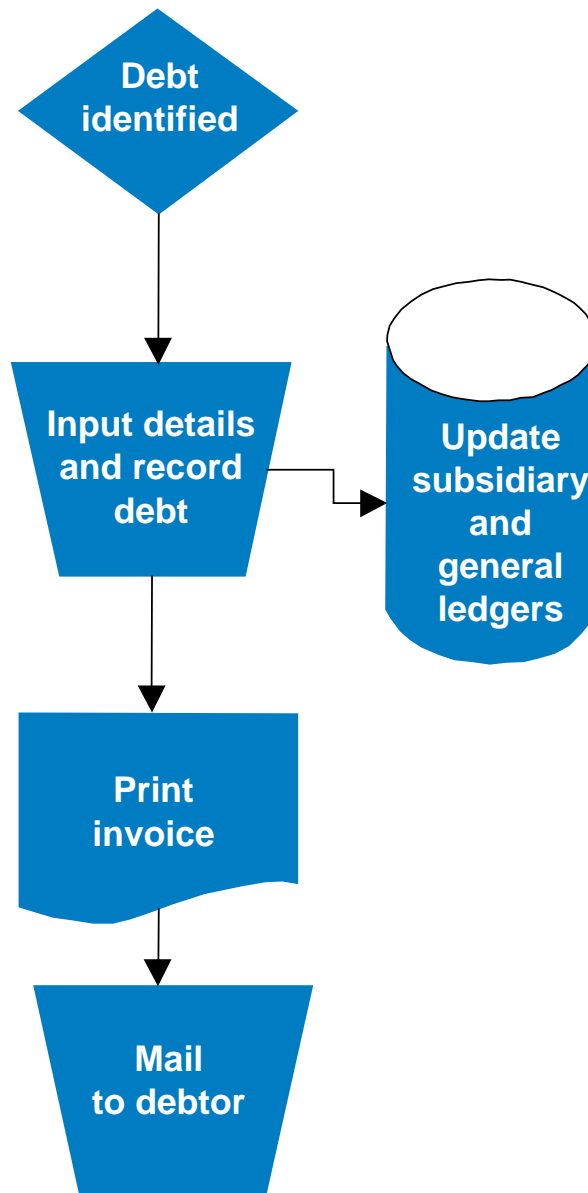 Debt
identified
Input details
and record
debt
Update
subsidiary
and
general
ledgers
Print
invoice
Mail
to debtor